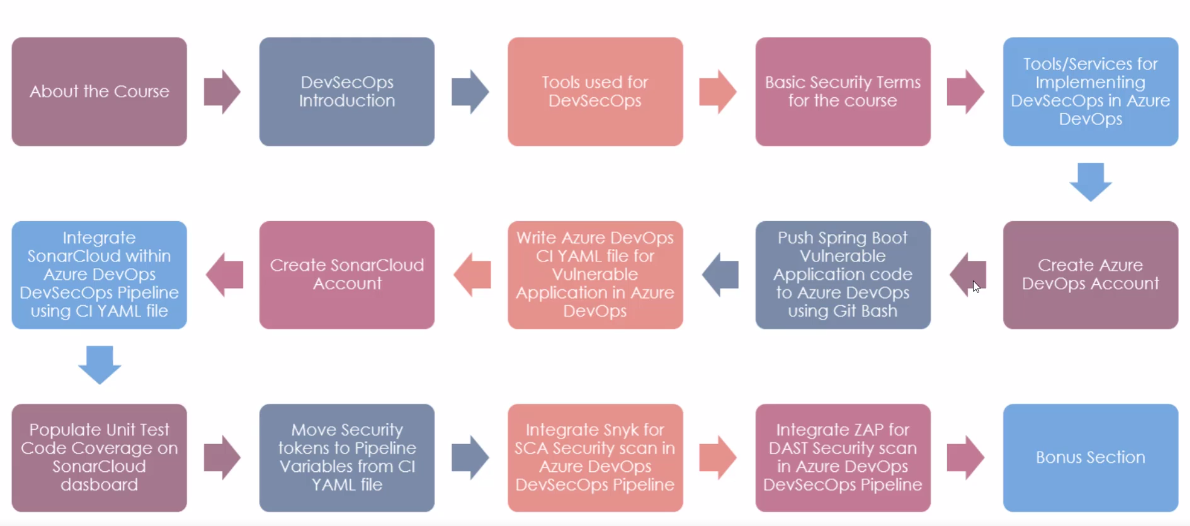 About the Course
DevSecOps
Introduction
Tools used for
DevSecOps
Basic Security Terms
for the course
Tools/Services for
Implementing
DevSecOps in Azure
DevOps
Create Azure
DevOps Account
Push Spring Boot
Vulnerable
Application code
to Azure DevOps
using Git Bash
Write Azure DevOps
CI YAML file for
Vulnerable
Application in Azure
DevOps
Create SonarCloud
Account
Integrate
SonarCloud within
Azure DevOps
DevSecOps Pipeline
using CI YAML file
Populate Unit Test
Code Coverage on
SonarCloud
dasboard
Move Security
tokens to Pipeline
Variables from CI
YAML file
Integrate Snyk for
SCA Security scan in
Azure DevOps
DevSecOps Pipeline
Integrate ZAP for
DAST Security scan
in Azure DevOps
DevSecOps Pipeline
Bonus Section